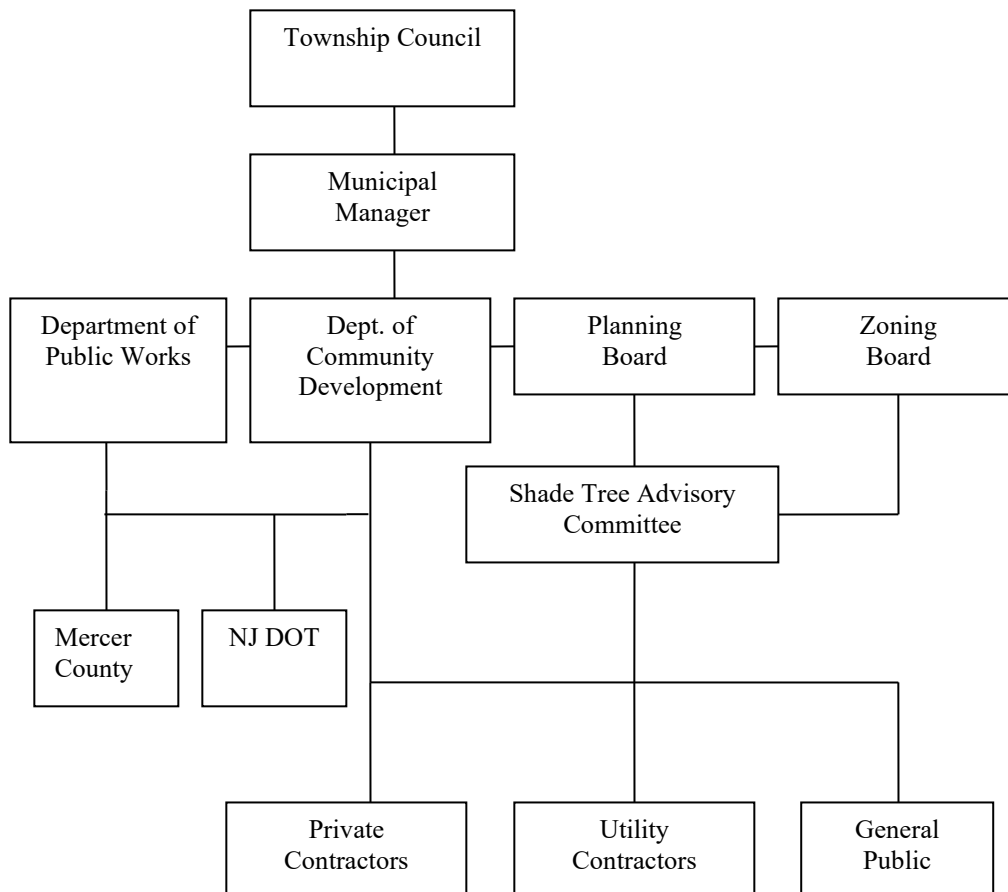 Township Council
Municipal
Manager
Department of
Public Works
Dept. of
Community
Development
Planning
Board
Zoning
Board
Shade Tree Advisory
Committee
Mercer
County
NJ DOT
Private
Contractors
Utility
Contractors
General
Public